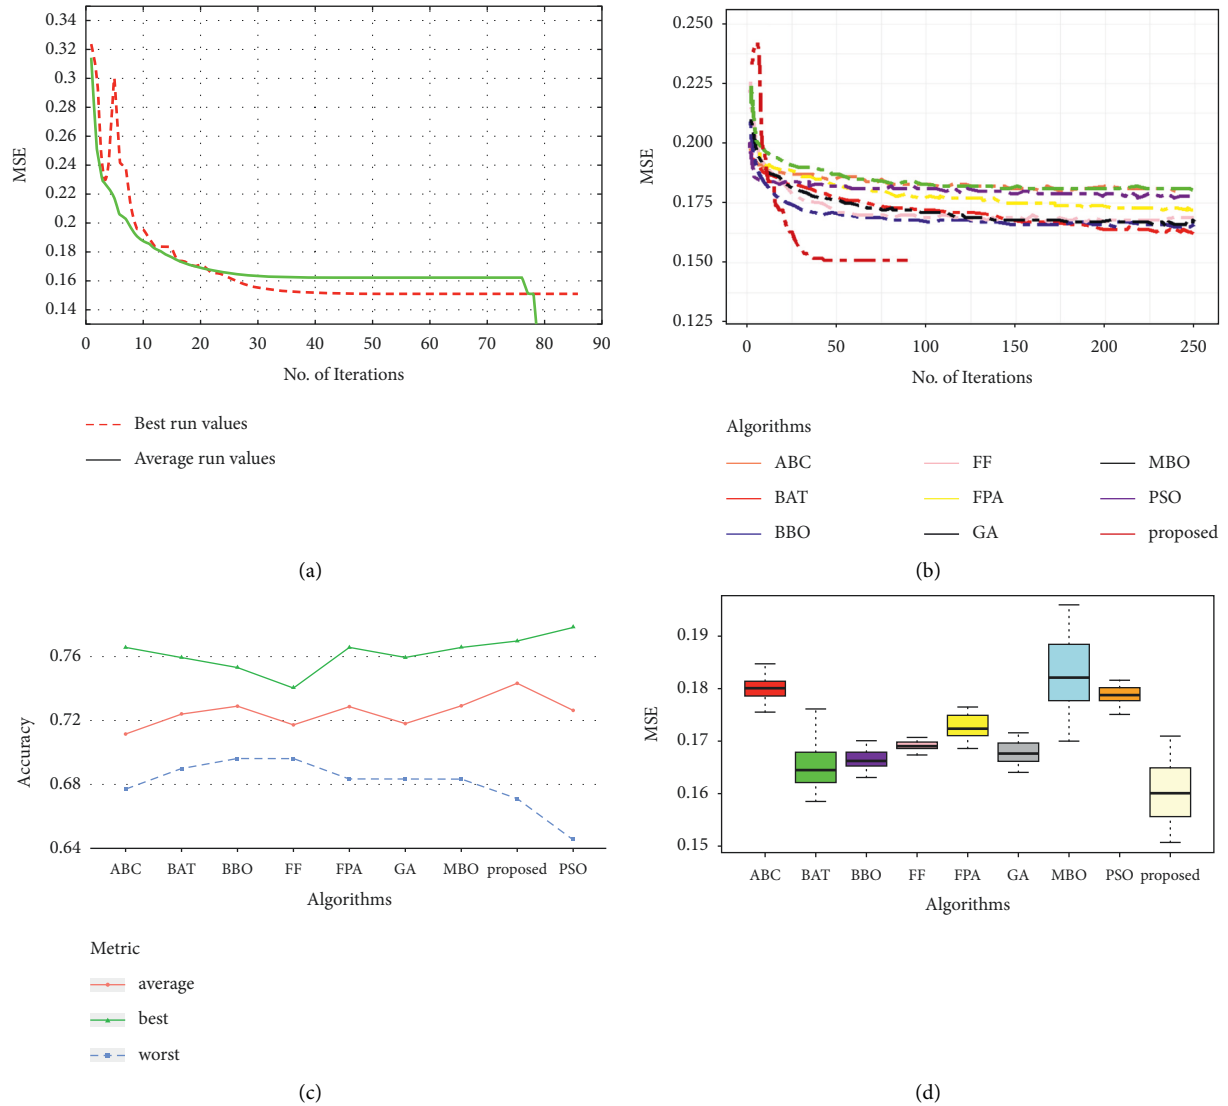 0.34
0.32
0.3
0.28
0.26
0.24
0.22
0.2
0.18
0.16
0.14
MSE
0 10 20 30 40 50 60 70 80 90
No. of Iterations
Best run values
Average run values
(a)
0.250
0.225
0.200
0.175
0.150
0.125
MSE
0 50 100 150 200 250
No. of Iterations
Algorithms
ABC FF MBO
BAT FPA PSO
BBO GA proposed
(b)
0.76
0.72
0.68
0.64
Accuracy
ABC BAT BBO FF FPA GA MBO proposed PSO
Algorithms
Metric
average
best
worst
(c)
0.19
0.18
0.17
0.16
0.15
MSE
ABC BAT BBO FF FPA GA MBO PSO proposed
Algorithms
(d)